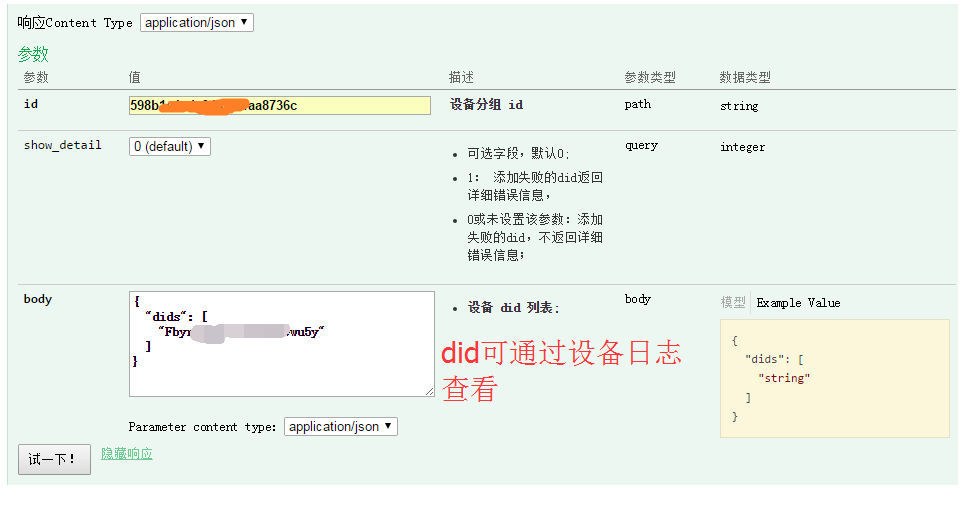 响应Content Type application/json
参数
参数 值 描述 参数类型 数据类型
id 598b1 aa8736c 设备分组 id path string
show_detail 0 (default) 可选字段，默认0； query integer
1： 添加失败的did返回
详细错误信息，
0或未设置该参数：添加
失败的did，不返回详细
错误信息；
body { 设备 did 列表； body 模型 Example Value
"dids": [
"Fbyr wu5y"
]
}
did可通过设备日志
查看
{
"dids": [
"string"
]
}
Parameter content type: application/json
试一下！ 隐藏响应